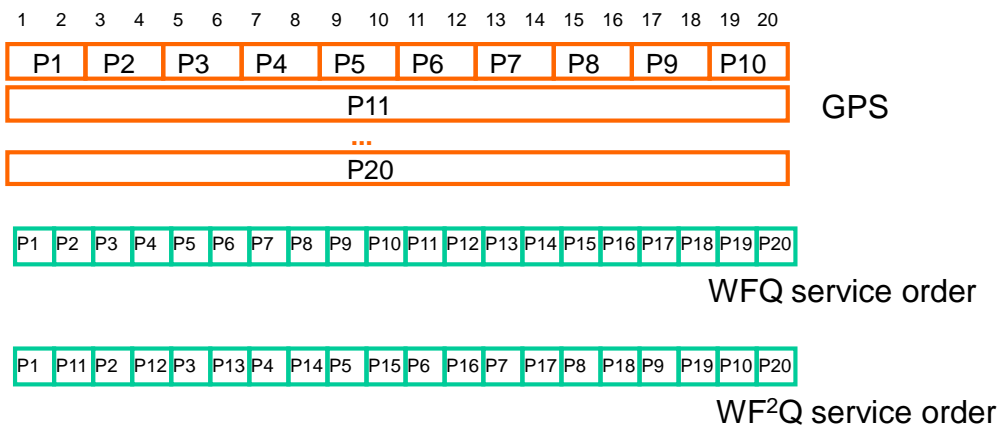 1 2 3 4 5 6 7 8 9 10 11 12 13 14 15 16 17 18 19 20
P1 P2 P3 P4 P5 P6 P7 P8 P9 P10
P11
GPS
...
P20
P1 P2 P3 P4 P5 P6 P7 P8 P9 P10 P11 P12 P13 P14 P15 P16 P17 P18 P19 P20
WFQ service order
P1 P11 P2 P12 P3 P13 P4 P14 P5 P15 P6 P16 P7 P17 P8 P18 P9 P19 P10 P20
WF²Q service order